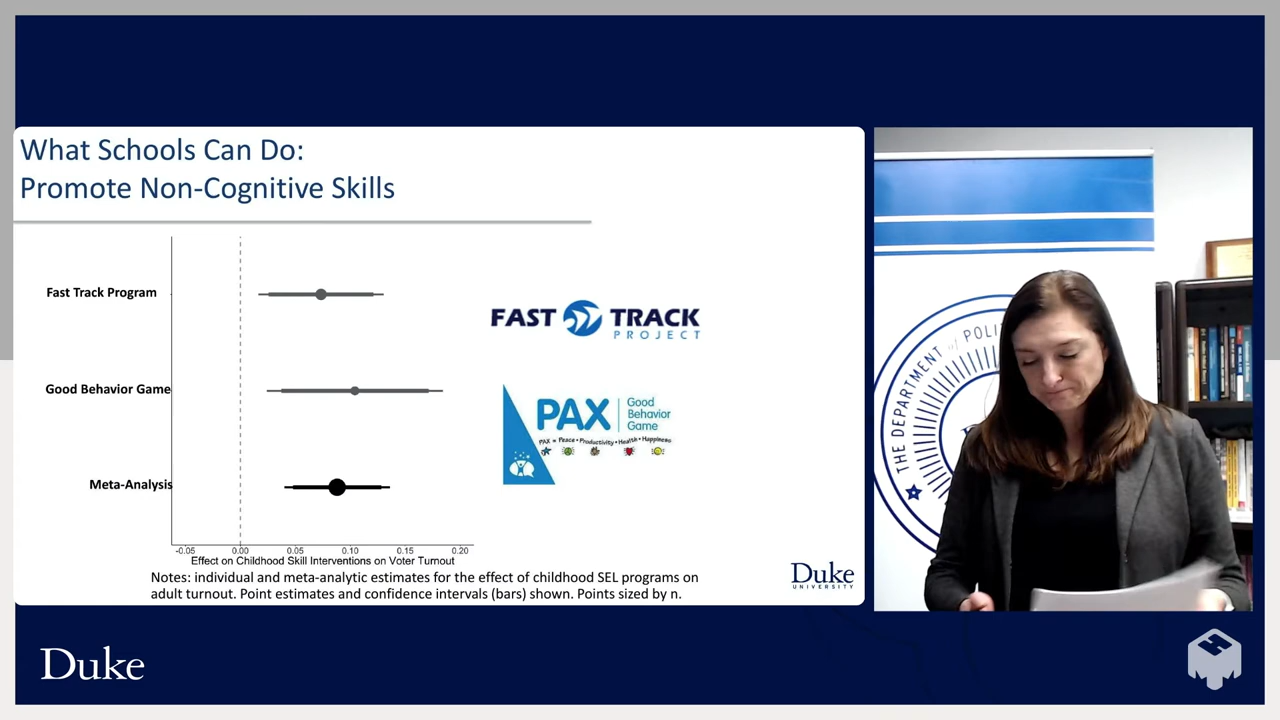 What Schools Can Do:
Promote Non-Cognitive Skills
Fast Track Program
Good Behavior Game
Meta-Analysis
-0.05 0.00 0.05 0.10 0.15 0.20
Effect on Childhood Skill Interventions on Voter Turnout
Notes: individual and meta-analytic estimates for the effect of childhood SEL programs on
adult turnout. Point estimates and confidence intervals (bars) shown. Points sized by n.
FAST TRACK
PROJECT
PAX Good
Behavior
Game
PAX = Peace • Productivity • Health • Happiness
Duke
UNIVERSITY
THE DEPARTMENT of POLI
Duke